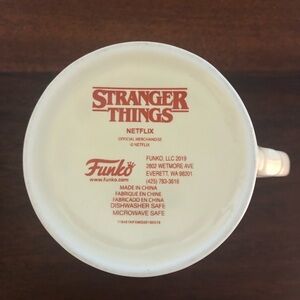 STRANGER
THINGS
NETFLIX
OFFICIAL MERCHANDISE
© NETFLIX
Funko
www.funko.com
FUNKO, LLC 2019
2802 WETMORE AVE
EVERETT, WA 98201
(425) 783-3616
MADE IN CHINA
FABRIQUÉ EN CHINE
FABRICADO EN CHINA
DISHWASHER SAFE
MICROWAVE SAFE